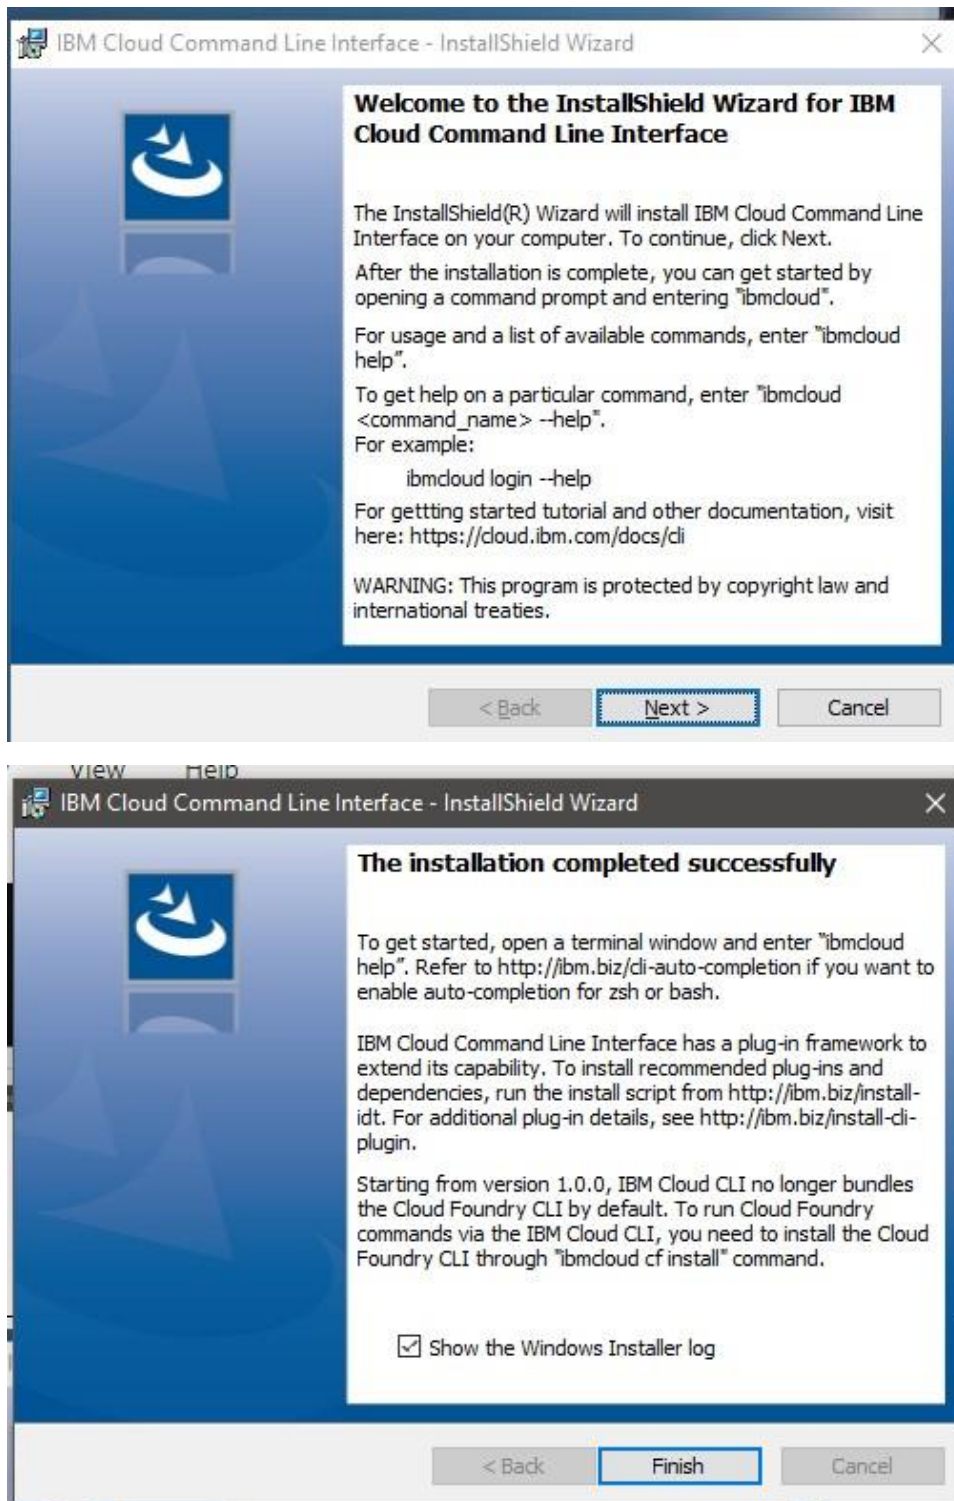 IBM Cloud Command Line Interface - InstallShield Wizard
Welcome to the InstallShield Wizard for IBM
Cloud Command Line Interface
The InstallShield(R) Wizard will install IBM Cloud Command Line
Interface on your computer. To continue, click Next.
After the installation is complete, you can get started by
opening a command prompt and entering "ibmcloud".
For usage and a list of available commands, enter “ibmcloud
help”.
To get help on a particular command, enter "ibmcloud
<command_name> --help".
For example:
ibmcloud login --help
For gettting started tutorial and other documentation, visit
here: https://cloud.ibm.com/docs/cli
WARNING: This program is protected by copyright law and
international treaties.
< Back Next > Cancel
View Help
IBM Cloud Command Line Interface - InstallShield Wizard
The installation completed successfully
To get started, open a terminal window and enter “ibmcloud
help”. Refer to http://ibm.biz/cli-auto-completion if you want to
enable auto-completion for zsh or bash.
IBM Cloud Command Line Interface has a plug-in framework to
extend its capability. To install recommended plug-ins and
dependencies, run the install script from http://ibm.biz/install-
idt. For additional plug-in details, see http://ibm.biz/install-cli-
plugin.
Starting from version 1.0.0, IBM Cloud CLI no longer bundles
the Cloud Foundry CLI by default. To run Cloud Foundry
commands via the IBM Cloud CLI, you need to install the Cloud
Foundry CLI through "ibmcloud cf install" command.
Show the Windows Installer log
< Back Finish Cancel